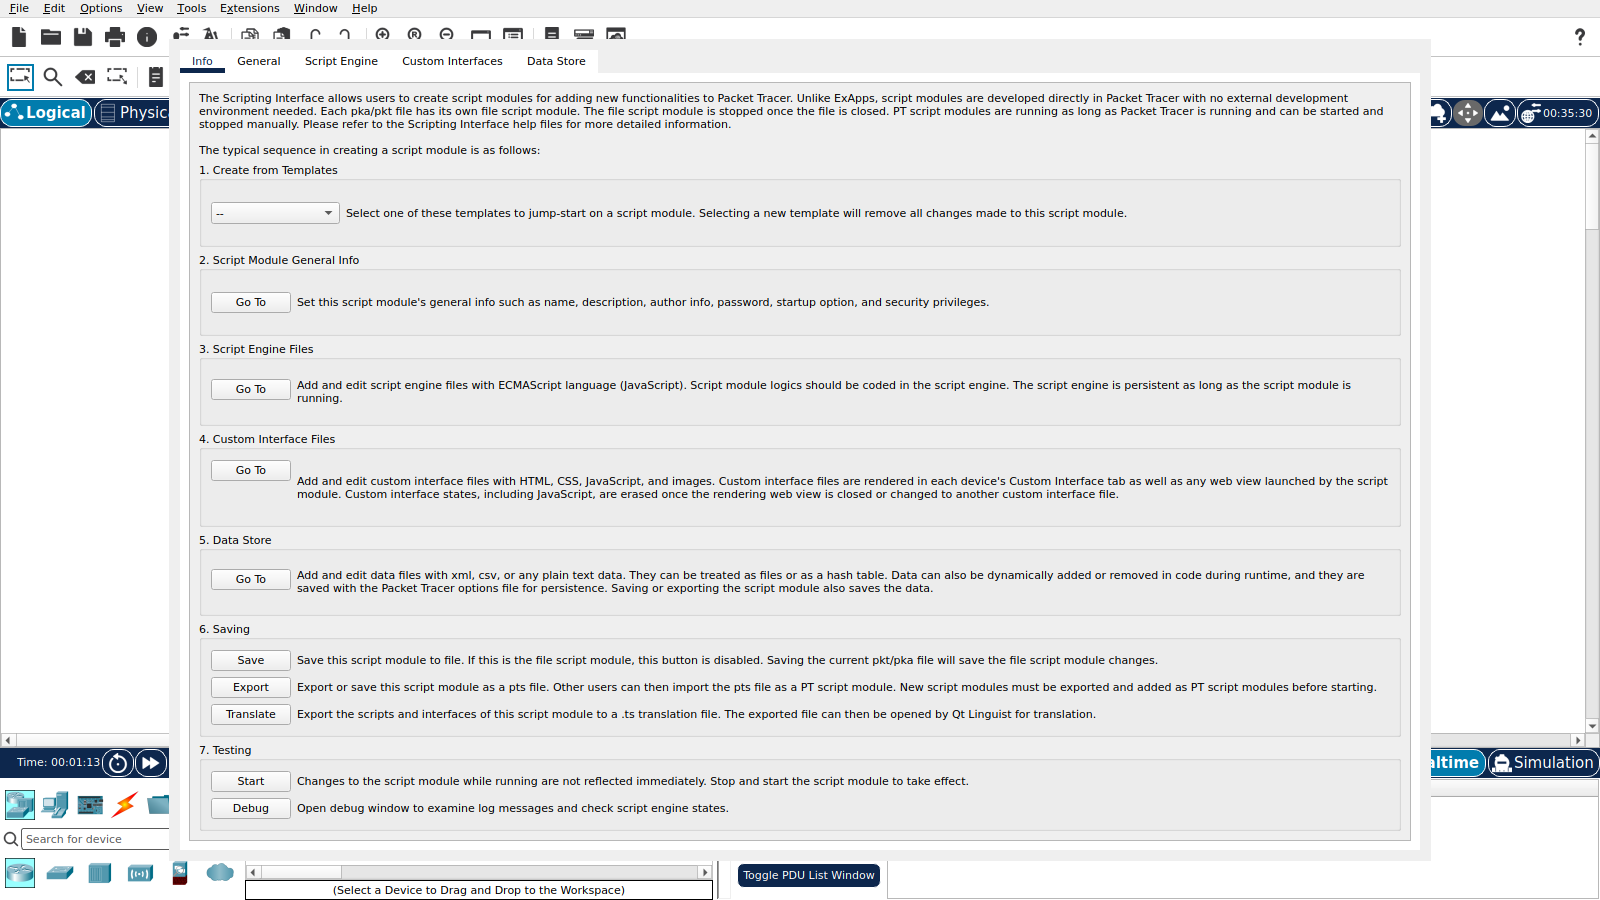 File Edit Options View Tools Extensions Window Help
Info General Script Engine Custom Interfaces Data Store
Logical
Physic
00:35:30
The Scripting Interface allows users to create script modules for adding new functionalities to Packet Tracer. Unlike ExApps, script modules are developed directly in Packet Tracer with no external development
environment needed. Each pka/pkt file has its own file script module. The file script module is stopped once the file is closed. PT script modules are running as long as Packet Tracer is running and can be started and
stopped manually. Please refer to the Scripting Interface help files for more detailed information.
The typical sequence in creating a script module is as follows:
1. Create from Templates
-- Select one of these templates to jump-start on a script module. Selecting a new template will remove all changes made to this script module.
2. Script Module General Info
Go To Set this script module's general info such as name, description, author info, password, startup option, and security privileges.
3. Script Engine Files
Go To Add and edit script engine files with ECMAScript language (JavaScript). Script module logics should be coded in the script engine. The script engine is persistent as long as the script module is
running.
4. Custom Interface Files
Go To
Add and edit custom interface files with HTML, CSS, JavaScript, and images. Custom interface files are rendered in each device's Custom Interface tab as well as any web view launched by the script
module. Custom interface states, including JavaScript, are erased once the rendering web view is closed or changed to another custom interface file.
5. Data Store
Go To Add and edit data files with xml, csv, or any plain text data. They can be treated as files or as a hash table. Data can also be dynamically added or removed in code during runtime, and they are
saved with the Packet Tracer options file for persistence. Saving or exporting the script module also saves the data.
6. Saving
Save Save this script module to file. If this is the file script module, this button is disabled. Saving the current pkt/pka file will save the file script module changes.
Export Export or save this script module as a pts file. Other users can then import the pts file as a PT script module. New script modules must be exported and added as PT script modules before starting.
Translate Export the scripts and interfaces of this script module to a .ts translation file. The exported file can then be opened by Qt Linguist for translation.
7. Testing
Start Changes to the script module while running are not reflected immediately. Stop and start the script module to take effect.
Debug Open debug window to examine log messages and check script engine states.
Time: 00:01:13
altime
Simulation
Search for device
(Select a Device to Drag and Drop to the Workspace)
Toggle PDU List Window